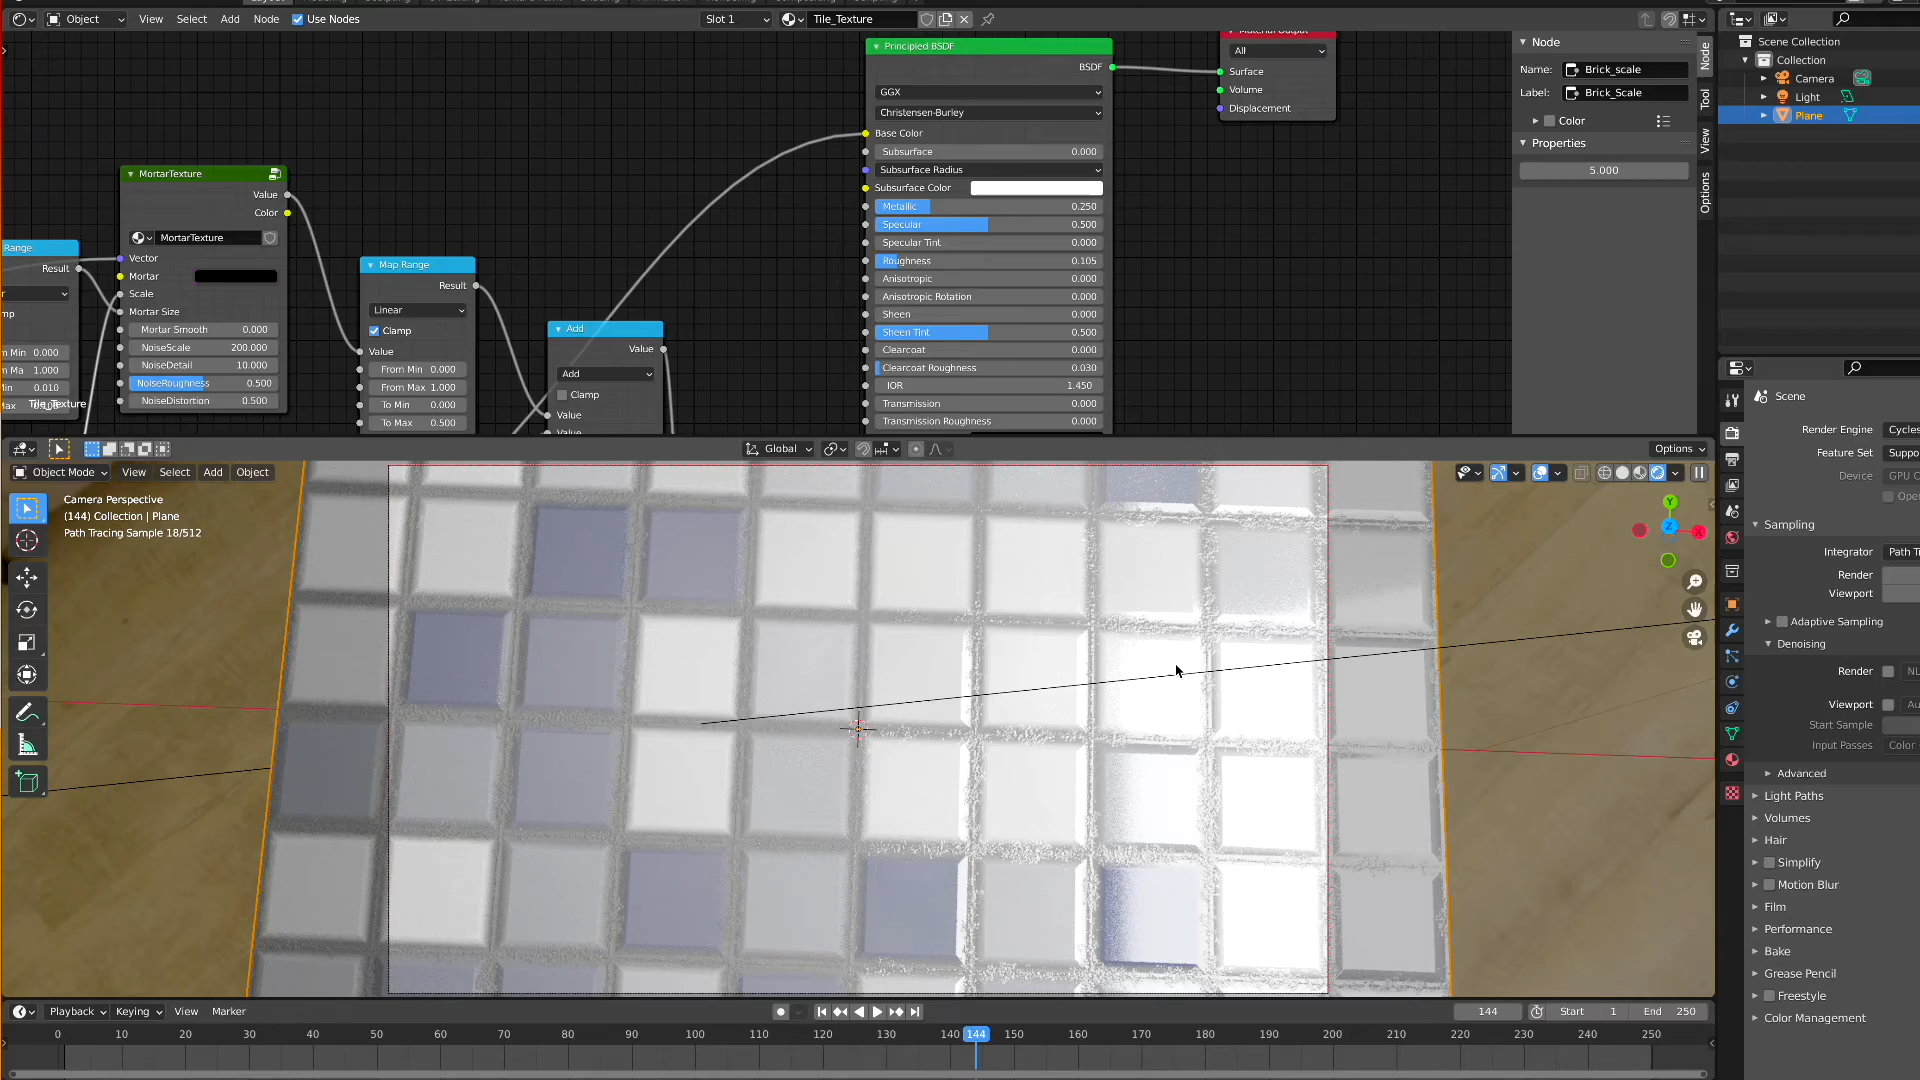 Object
View
Select
Add
Node
Use Nodes
Slot 1
Tile_Texture
MortarTexture
Value
Color
MortarTexture
Vector
Mortar
Scale
Mortar Size
Mortar Smooth 0.000
NoiseScale 200.000
NoiseDetail 10.000
NoiseRoughness 0.500
NoiseDistortion 0.500
Range
Result
0.000
1.000
0.010
Tile_Texture
Map Range
Result
Linear
Clamp
Value
From Min 0.000
From Max 1.000
To Min 0.000
To Max 0.500
Add
Value
Add
Clamp
Value
Value
Principled BSDF
BSDF
GGX
Christensen-Burley
Base Color
Subsurface 0.000
Subsurface Radius
Subsurface Color
Metallic 0.250
Specular 0.500
Specular Tint 0.000
Roughness 0.105
Anisotropic 0.000
Anisotropic Rotation 0.000
Sheen 0.000
Sheen Tint 0.500
Clearcoat 0.000
Clearcoat Roughness 0.030
IOR 1.450
Transmission 0.000
Transmission Roughness 0.000
Material Output
All
Surface
Volume
Displacement
Node
Name: Brick_scale
Label: Brick_Scale
Color
Properties
5.000
Node
Tool
View
Options
Scene Collection
Collection
Camera
Light
Plane
Global
Options
Object Mode
View
Select
Add
Object
Camera Perspective
(144) Collection | Plane
Path Tracing Sample 18/512
Y
Z
X
Scene
Render Engine Cycles
Feature Set Suppo
Device GPU C
Ope
Sampling
Integrator Path T
Render
Viewport
Adaptive Sampling
Denoising
Render NL
Viewport Au
Start Sample
Input Passes Color
Advanced
Light Paths
Volumes
Hair
Simplify
Motion Blur
Film
Performance
Bake
Grease Pencil
Freestyle
Color Management
Playback
Keying
View
Marker
144
Start 1
End 250
0 10 20 30 40 50 60 70 80 90 100 110 120 130 140 144 150 160 170 180 190 200 210 220 230 240 250